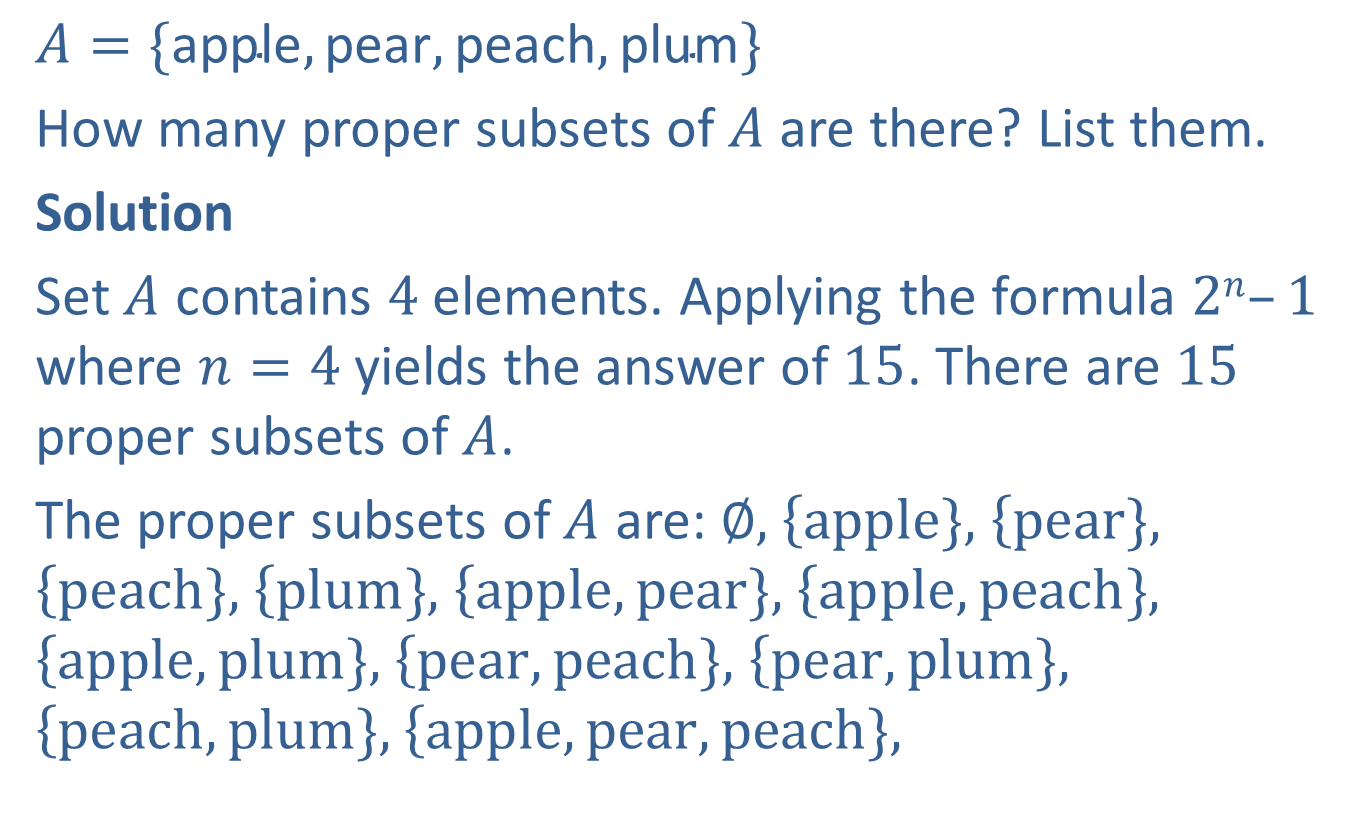 A = {apple, pear, peach, plum}
How many proper subsets of A are there? List them.
Solution
Set A contains 4 elements. Applying the formula 2ⁿ– 1
where n = 4 yields the answer of 15. There are 15
proper subsets of A.
The proper subsets of A are: ∅, {apple}, {pear},
{peach}, {plum}, {apple, pear}, {apple, peach},
{apple, plum}, {pear, peach}, {pear, plum},
{peach, plum}, {apple, pear, peach},